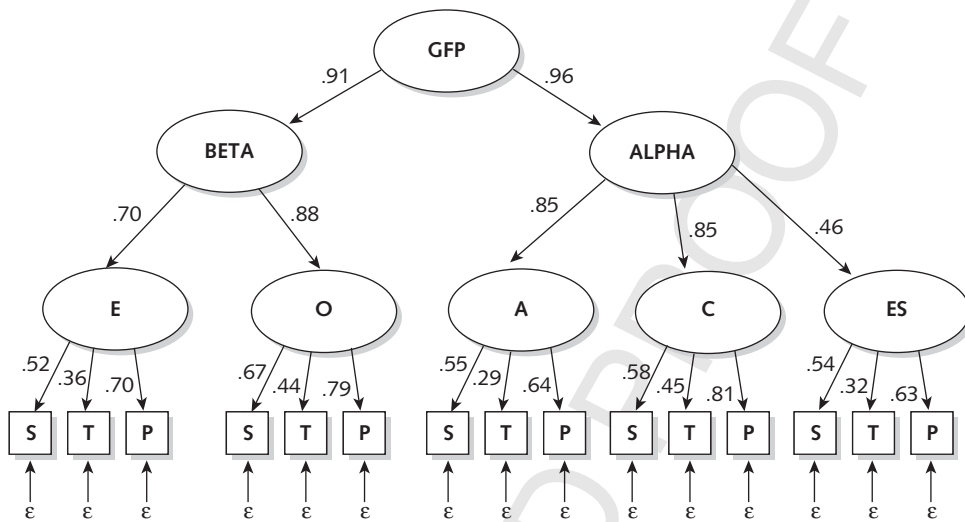 GFP
.91 .96
BETA ALPHA
.70 .88 .85 .85 .46
E O A C ES
.52 .36 .70 .67 .44 .79 .55 .29 .64 .58 .45 .81 .54 .32 .63
S T P S T P S T P S T P S T P
ε ε ε ε ε ε ε ε ε ε ε ε ε ε ε
PROOF